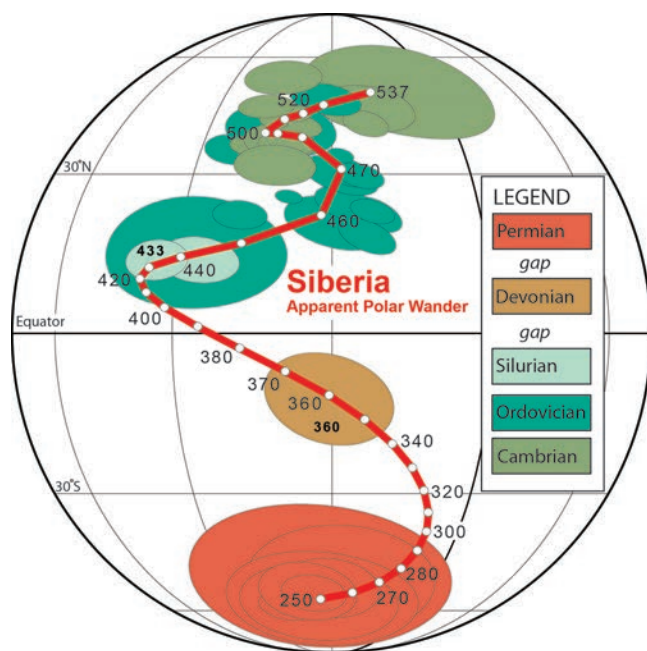 537
520
500
30°N
470
460
LEGEND
Permian
gap
Devonian
gap
Silurian
Ordovician
Cambrian
433
440
420
Siberia
Apparent Polar Wander
400
Equator
380
370
360
360
340
30°S
320
300
280
270
250